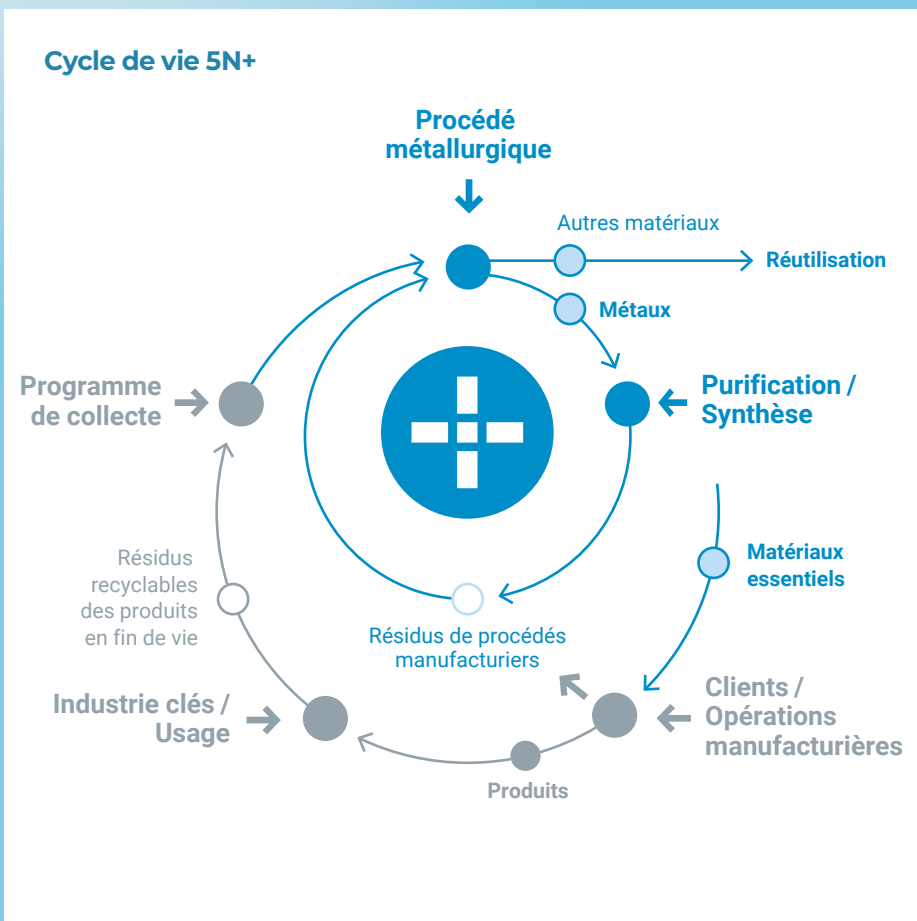 Cycle de vie 5N+
Procédé
métallurgique
Autres matériaux
Réutilisation
Métaux
Programme
de collecte
Purification /
Synthèse
Matériaux
essentiels
Résidus
recyclables
des produits
en fin de vie
Résidus de procédés
manufacturiers
Industrie clés /
Usage
Clients /
Opérations
manufacturières
Produits